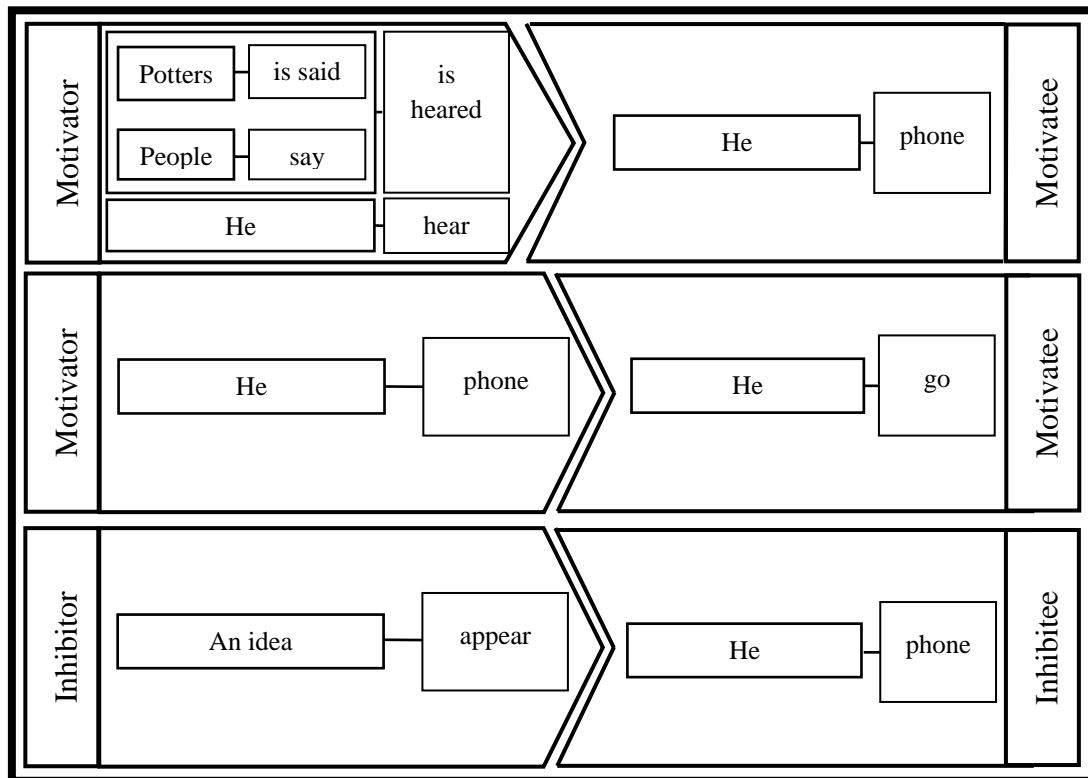 Motivator
Potters
is said
People
say
is
heared
He
hear
He
phone
Motivatee
Motivator
He
phone
He
go
Motivatee
Inhibitor
An idea
appear
He
phone
Inhibitee